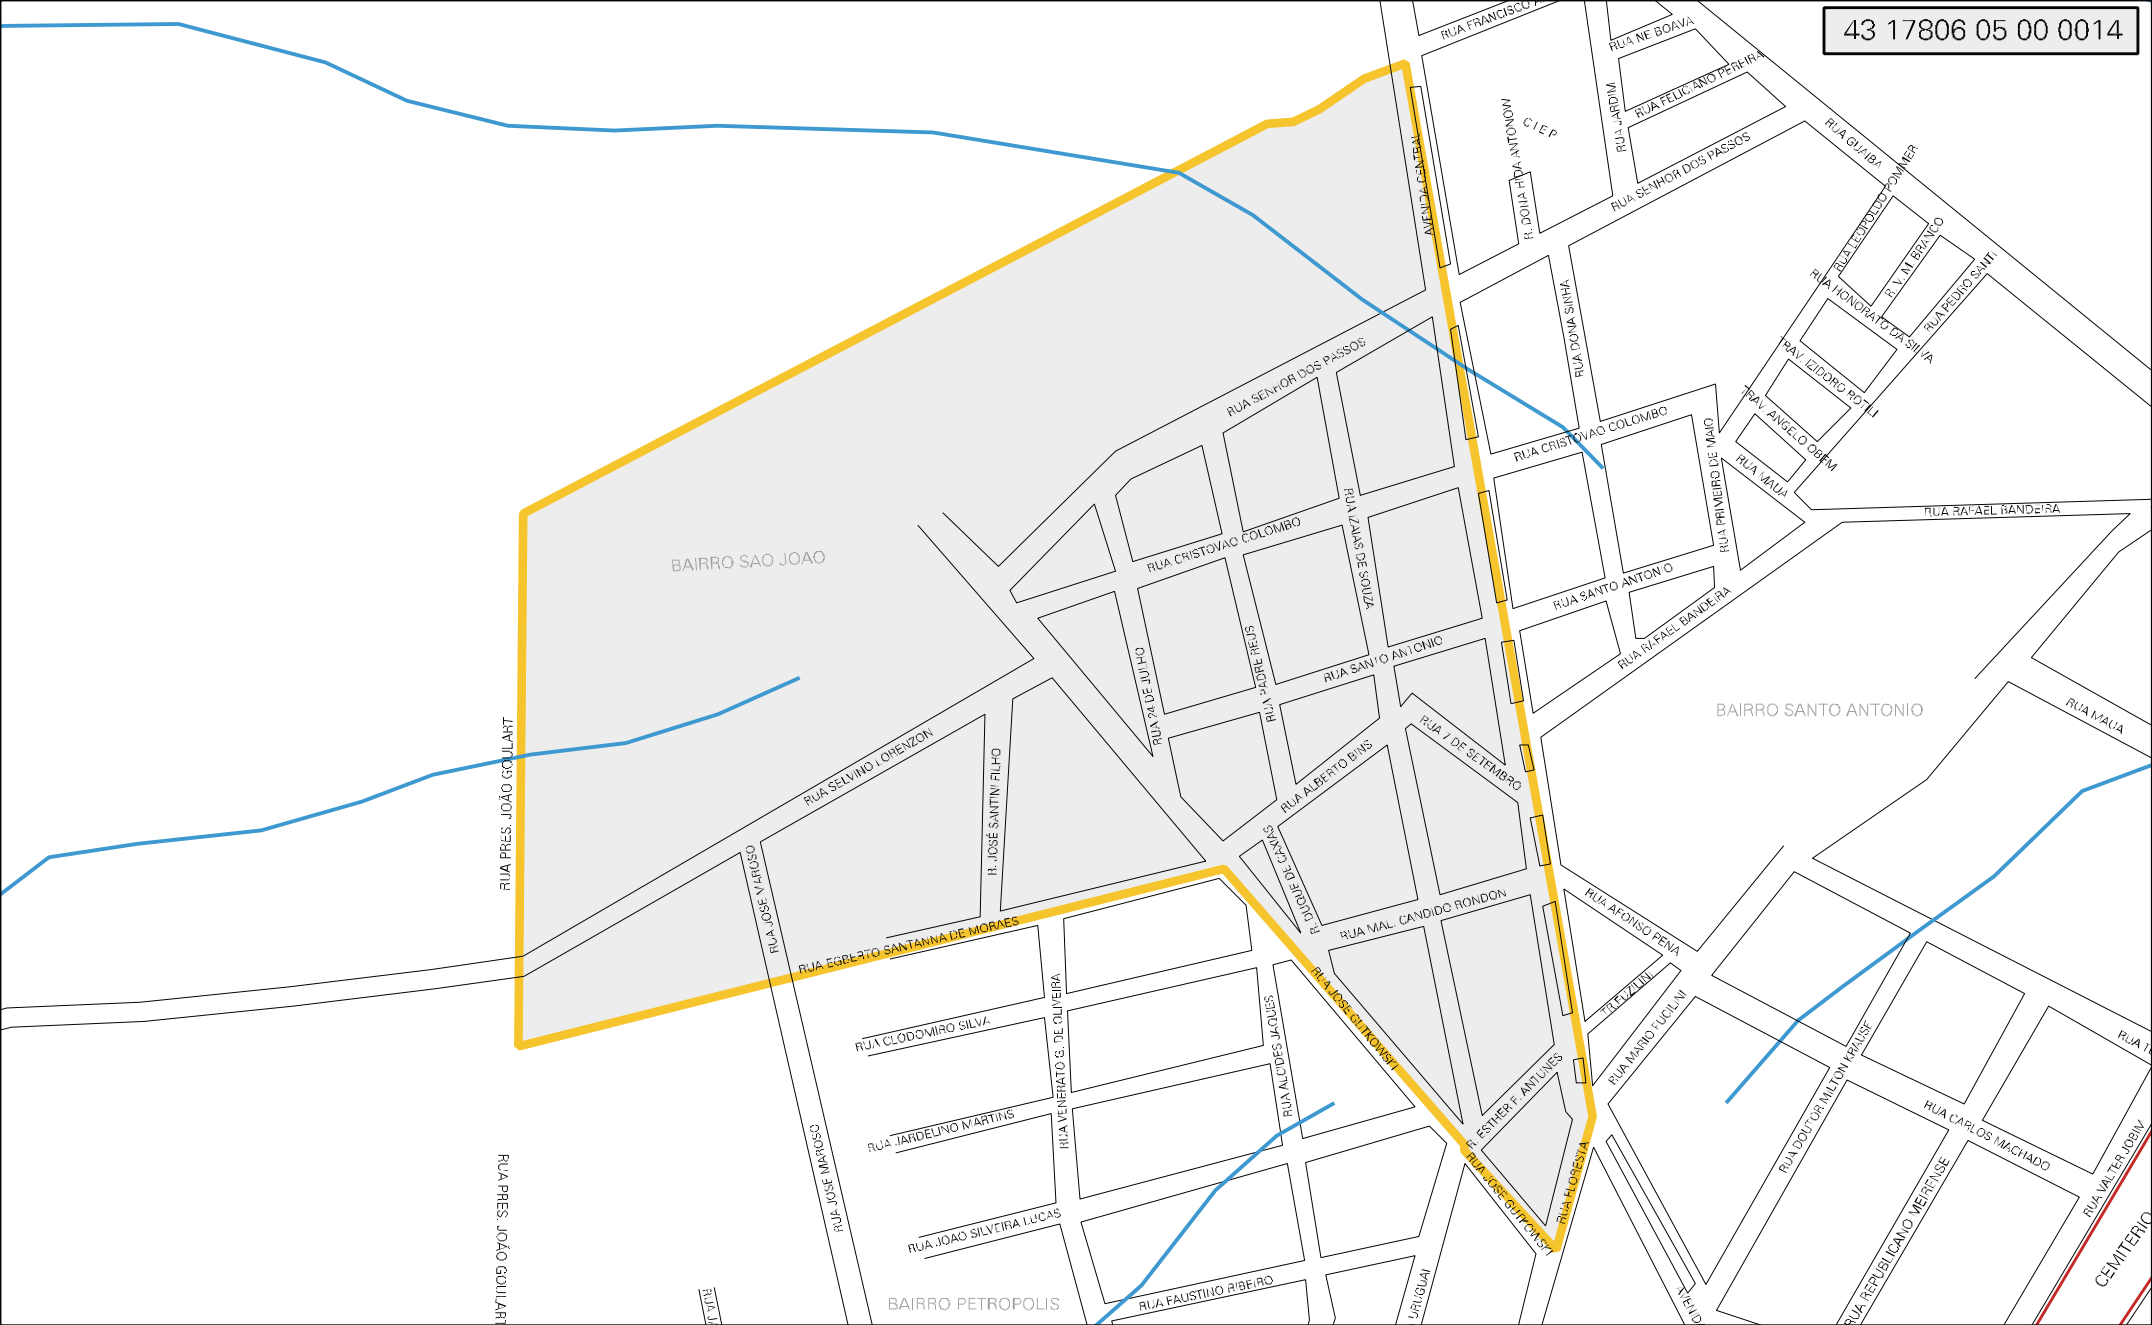 43 17806 05 00 0014
RUA FRANCISCO
RUA NE BOAVA
RUA FELICIANO PEREIRA
RUA JARDIM
CIEP
R. DONA HIDA ANTONOW
AVENIDA CENTRAL
RUA SENHOR DOS PASSOS
RUA GUAIBA
RUA LEOPOLDO POMMER
R. V. M. BRANCO
RUA PEDRO SANTI
RUA HONORATO DA SILVA
TRAV. IZIDORO ROTILI
TRAV. ANGELO OBEM
RUA MAUA
RUA DONA SINHA
RUA SENHOR DOS PASSOS
RUA CRISTOVAO COLOMBO
RUA PRIMEIRO DE MAIO
RUA RAFAEL BANDEIRA
RUA IZAIAS DE SOUZA
RUA CRISTOVAO COLOMBO
BAIRRO SAO JOAO
RUA SANTO ANTONIO
RUA RAFAEL BANDEIRA
RUA SANTO ANTONIO
RUA PADRE REUS
RUA 24 DE JULHO
BAIRRO SANTO ANTONIO
RUA MAUA
RUA 7 DE SETEMBRO
RUA ALBERTO BINS
RUA SELVINO LORENZON
R. JOSÉ SANTINI FILHO
RUA PRES. JOÃO GOULART
RUA JOSE MAROSO
R. DUQUE DE CAXIAS
RUA MAL. CANDIDO RONDON
RUA AFONSO PENA
RUA EGBERTO SANTANNA DE MORAES
TR FUZILINI
RUA MARIO FUCILINI
RUA JOSE GUTKOWSKI
RUA CLODOMIRO SILVA
RUA VENERATO G. DE OLIVEIRA
RUA ALCIDES JAQUES
RUA DOUTOR MILTON KRAUSE
R. ESTHER F. ANTUNES
RUA JARDELINO MARTINS
RUA CARLOS MACHADO
RUA VALTER JOBIM
RUA JOSE MAROSO
RUA PRES. JOÃO GOULART
RUA JOSE GUTKOWSKI
RUA FLORESTA
RUA REPUBLICANO MEIRENSE
RUA JOAO SILVEIRA LUCAS
CEMITERIO
BAIRRO PETROPOLIS
RUA FAUSTINO RIBEIRO
URUGUAI
AVENID